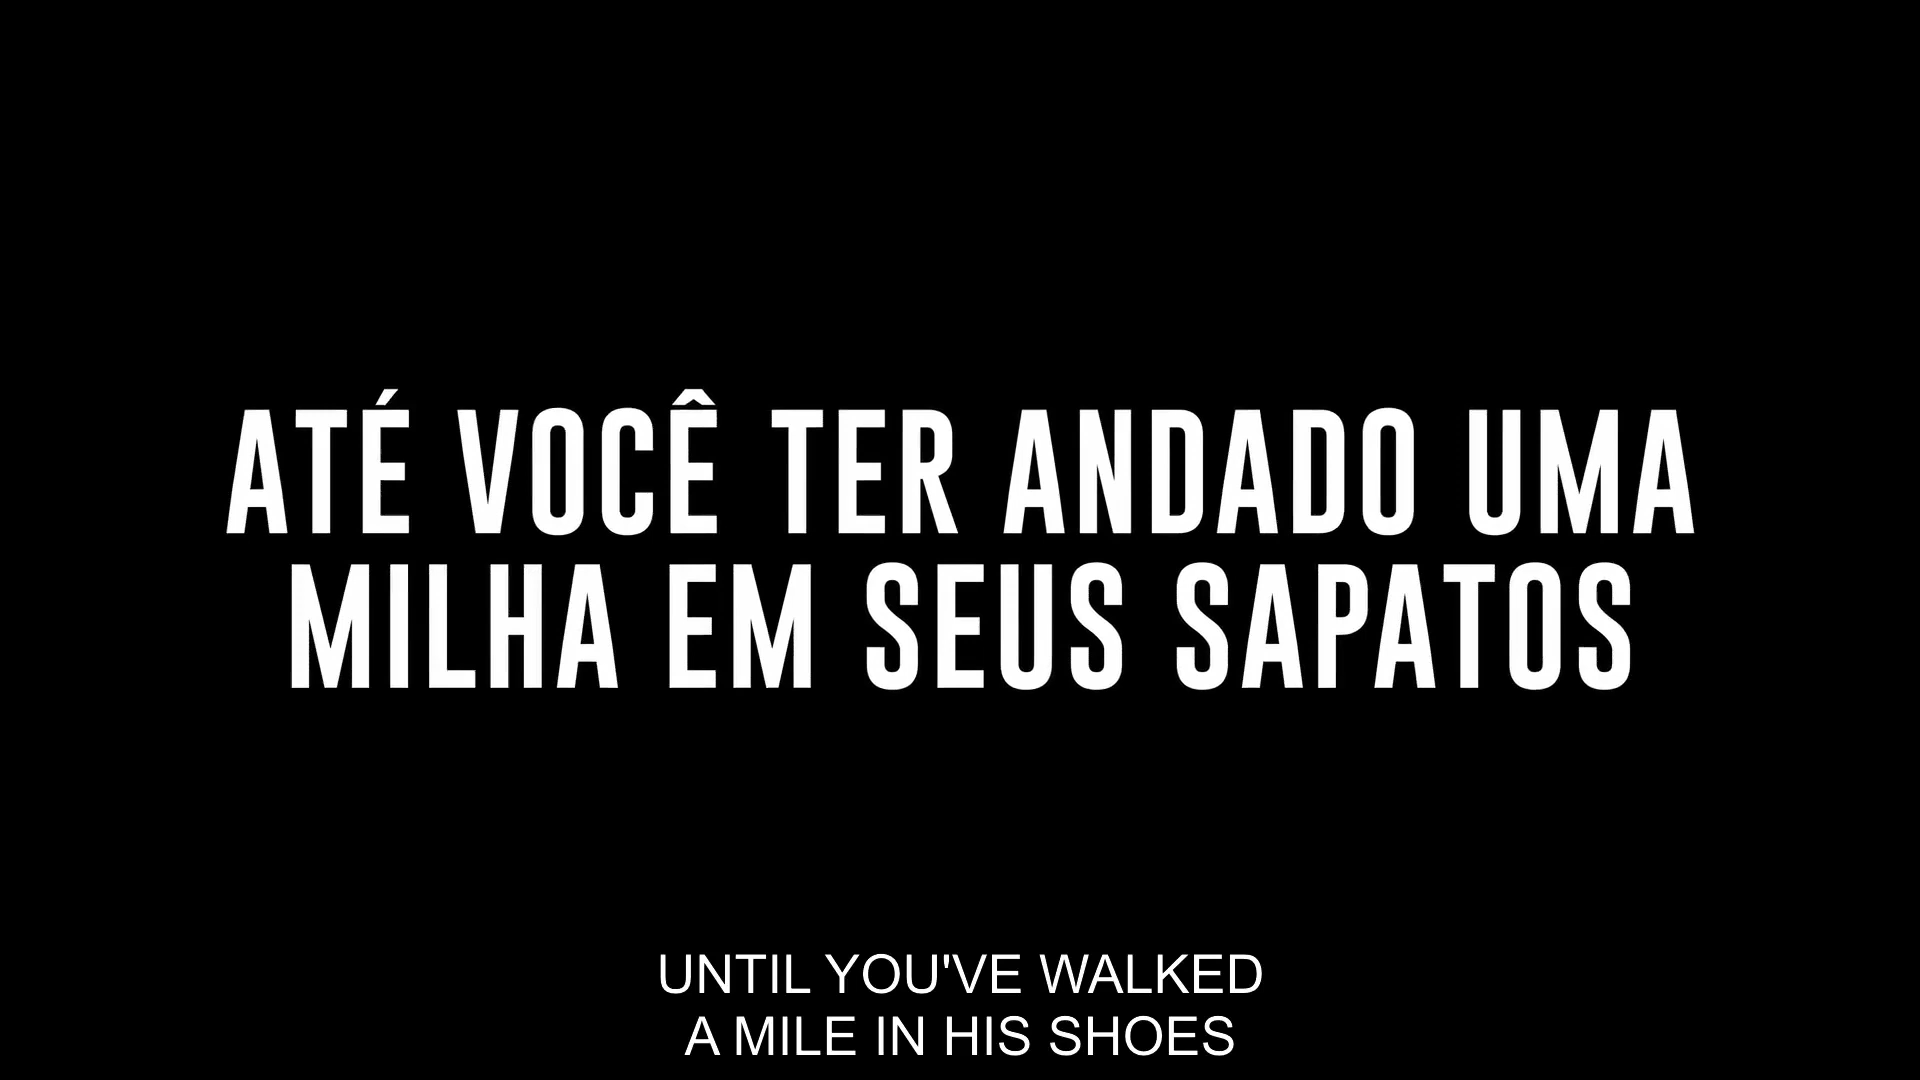 ATÉ VOCÊ TER ANDADO UMA
MILHA EM SEUS SAPATOS
UNTIL YOU'VE WALKED
A MILE IN HIS SHOES